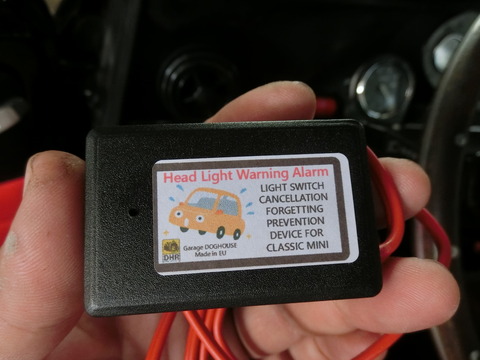 Head Light Warning Alarm
LIGHT SWITCH
CANCELLATION
FORGETTING
PREVENTION
DEVICE FOR
CLASSIC MINI
Garage DOGHOUSE
Made in EU
DHR